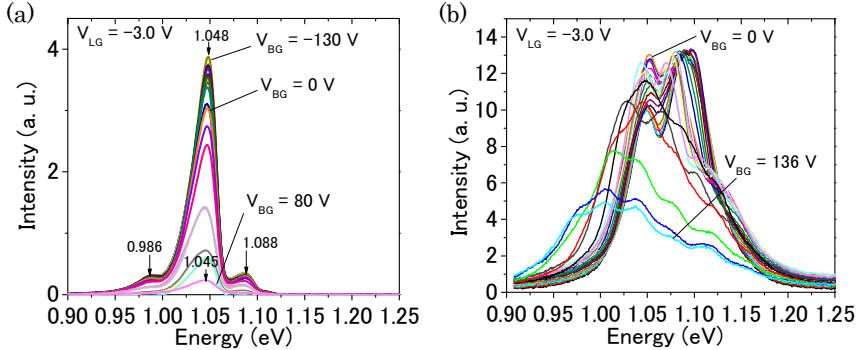 (a)
V_LG = −3.0 V
1.048
V_BG = −130 V
V_BG = 0 V
V_BG = 80 V
0.986
1.045
1.088
4
2
0
Intensity (a. u.)
0.90 0.95 1.00 1.05 1.10 1.15 1.20 1.25
Energy (eV)
(b)
V_LG = −3.0 V
V_BG = 0 V
V_BG = 136 V
14
12
10
8
6
4
2
0
Intensity (a. u.)
0.90 0.95 1.00 1.05 1.10 1.15 1.20 1.25
Energy (eV)